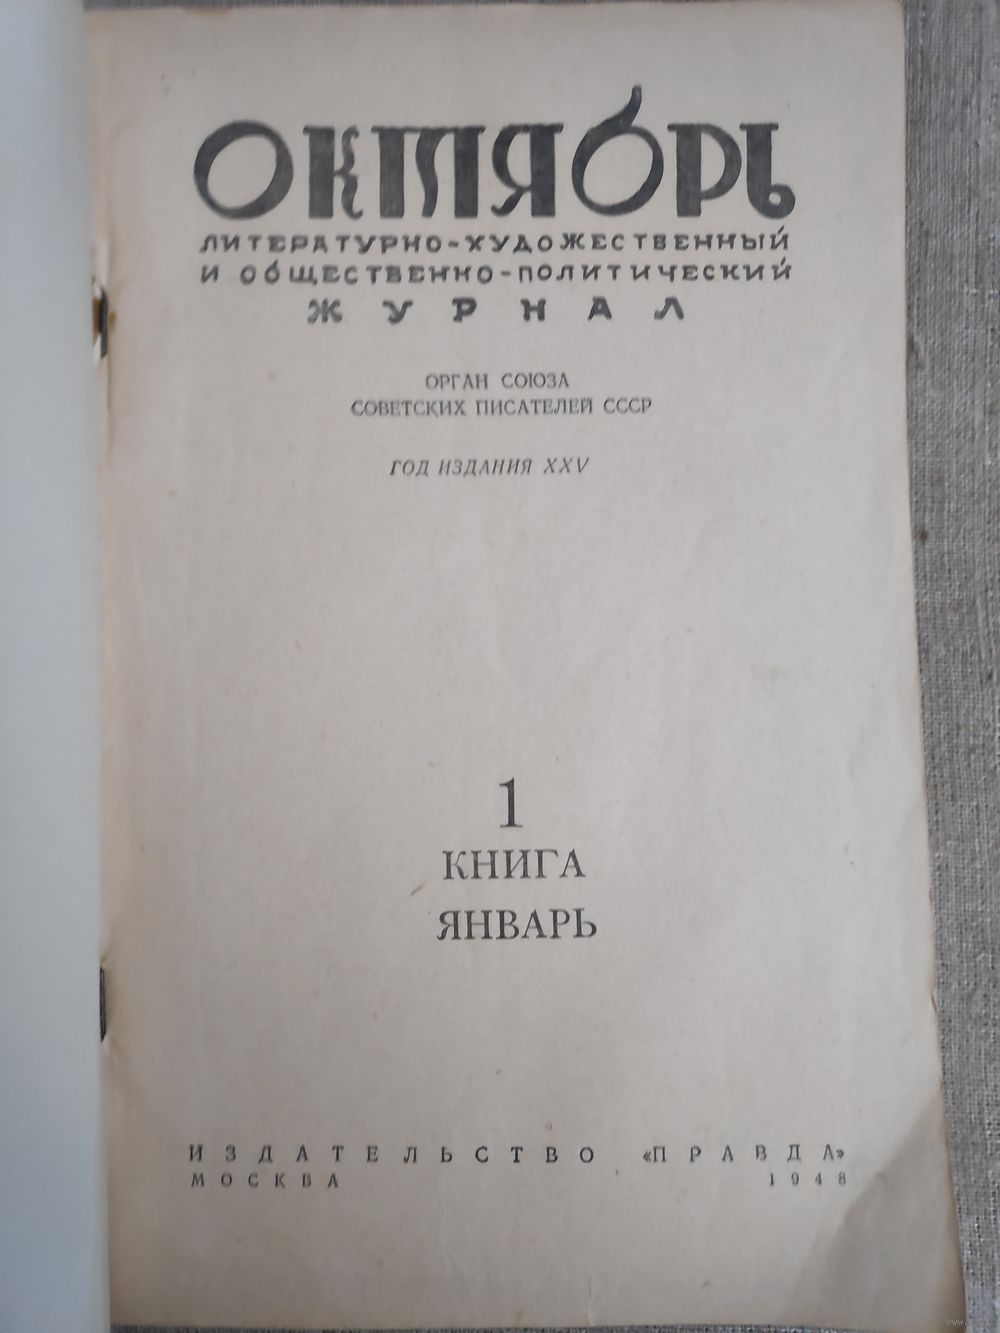 ОКТЯБРЬ
ЛИТЕРАТУРНО-ХУДОЖЕСТВЕННЫЙ
И ОБЩЕСТВЕННО-ПОЛИТИЧЕСКИЙ
ЖУРНАЛ
ОРГАН СОЮЗА
СОВЕТСКИХ ПИСАТЕЛЕЙ СССР
ГОД ИЗДАНИЯ XXV
1
КНИГА
ЯНВАРЬ
ИЗДАТЕЛЬСТВО «ПРАВДА»
МОСКВА 1948